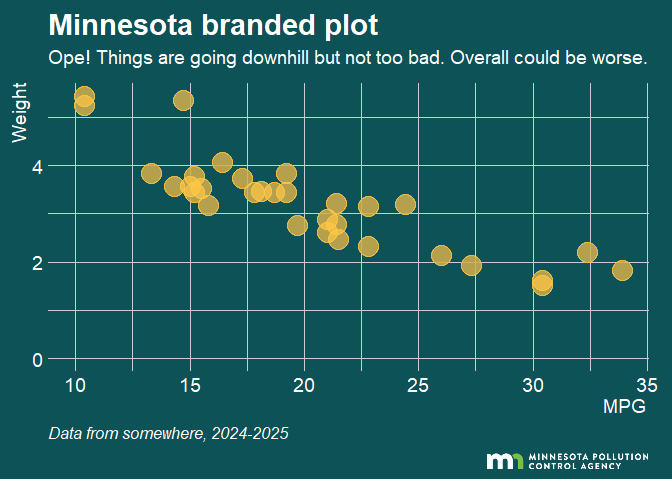 Minnesota branded plot
Ope! Things are going downhill but not too bad. Overall could be worse.
Weight
4
2
0
10 15 20 25 30 35
MPG
Data from somewhere, 2024-2025
mn MINNESOTA POLLUTION
CONTROL AGENCY